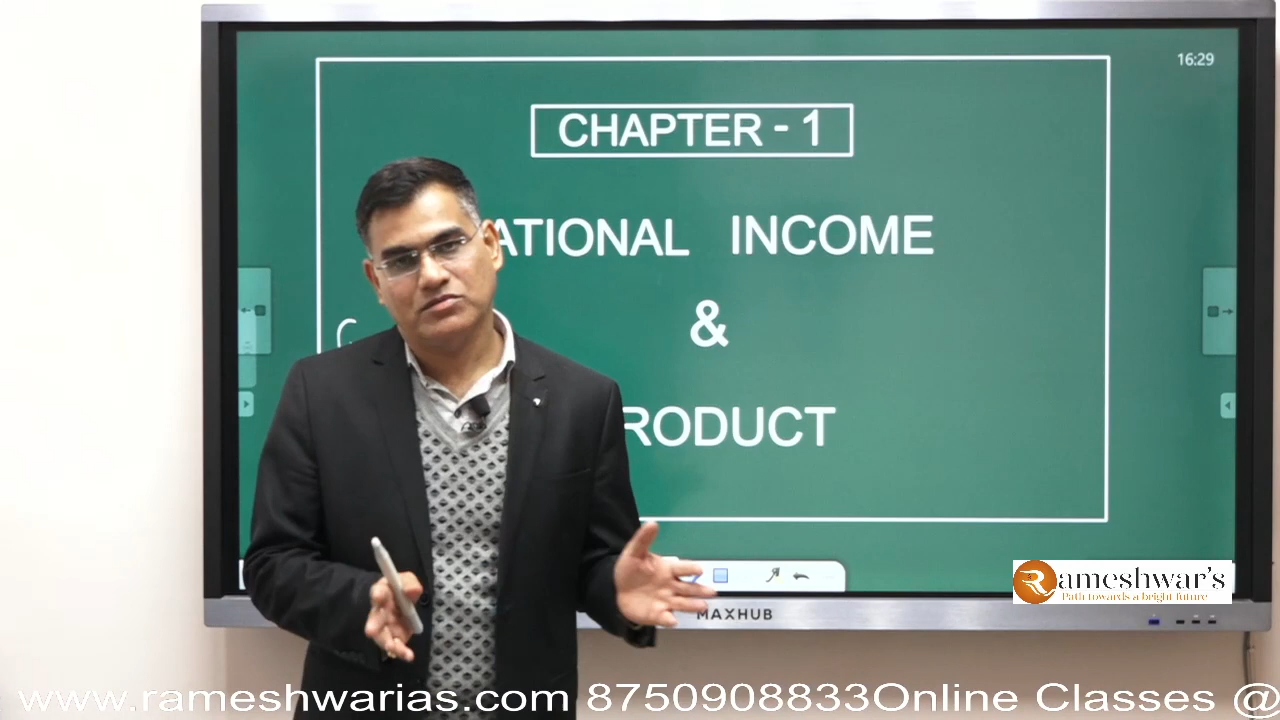 16:29
CHAPTER - 1
ATIONAL INCOME
&
RODUCT
MAXHUB
Rameshwar's
Path towards a bright future
www.rameshwarias.com 8750908833Online Classes @